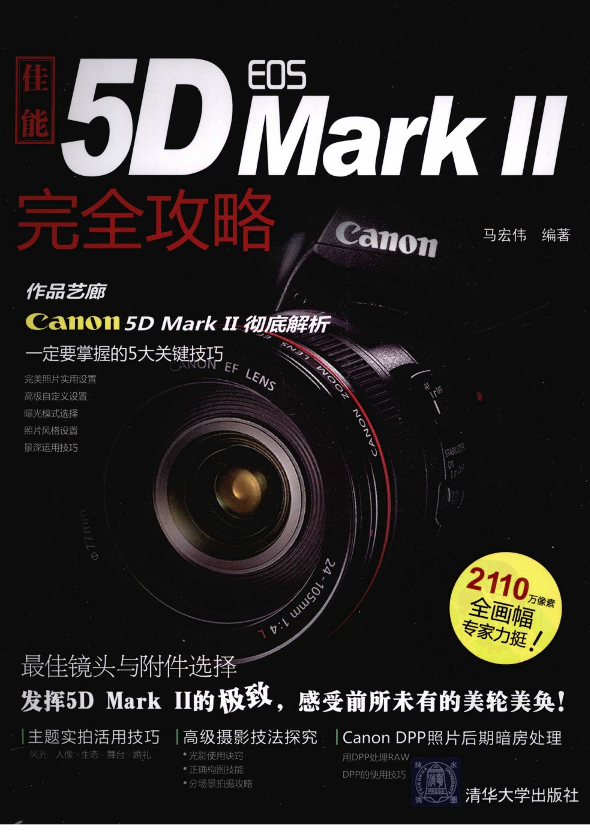 佳能
5D EOS Mark II
完全攻略
Canon
马宏伟 编著
作品艺廊
Canon 5D Mark II 彻底解析
一定要掌握的5大关键技巧
完美照片实用设置
高级自定义设置
曝光模式选择
照片风格设置
景深运用技巧
CANON EF LENS
CANON ZOOM LENS EF
STABILIZER
Φ77mm
24-105mm 1:4 L
2110万像素
全画幅
专家力挺!
最佳镜头与附件选择
发挥5D Mark II的极致，感受前所未有的美轮美奂!
主题实拍活用技巧
风光·人像·生态·舞台·婚礼
高级摄影技法探究
•光影使用诀窍
•正确构图技能
•分场景拍摄攻略
Canon DPP照片后期暗房处理
用DPP处理RAW
DPP的使用技巧
清华大学出版社